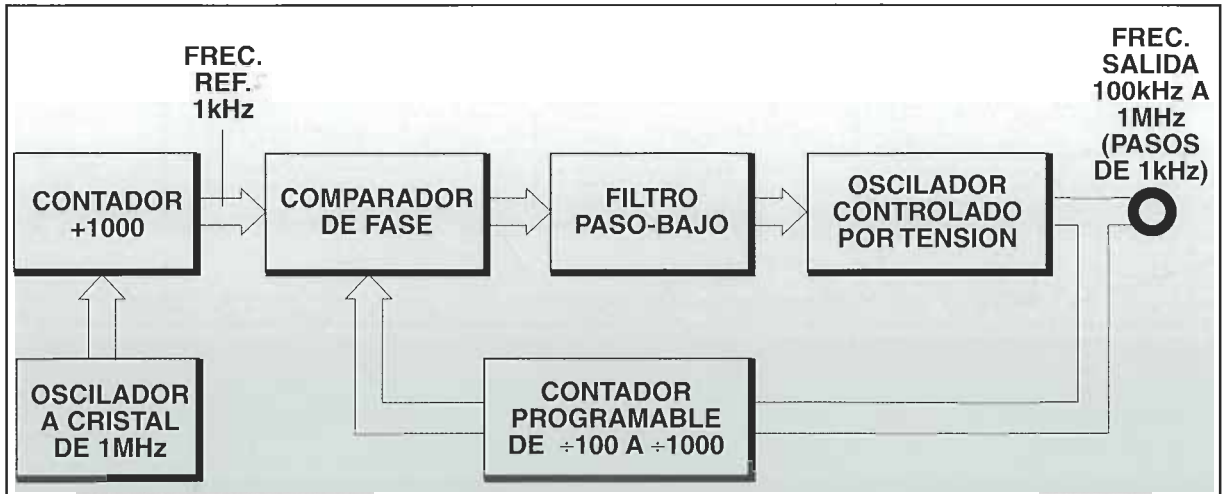 FREC.
REF.
1kHz
FREC.
SALIDA
100kHz A
1MHz
(PASOS
DE 1kHz)
CONTADOR
+1000
COMPARADOR
DE FASE
FILTRO
PASO-BAJO
OSCILADOR
CONTROLADO
POR TENSION
OSCILADOR
A CRISTAL
DE 1MHz
CONTADOR
PROGRAMABLE
DE ÷100 A ÷1000